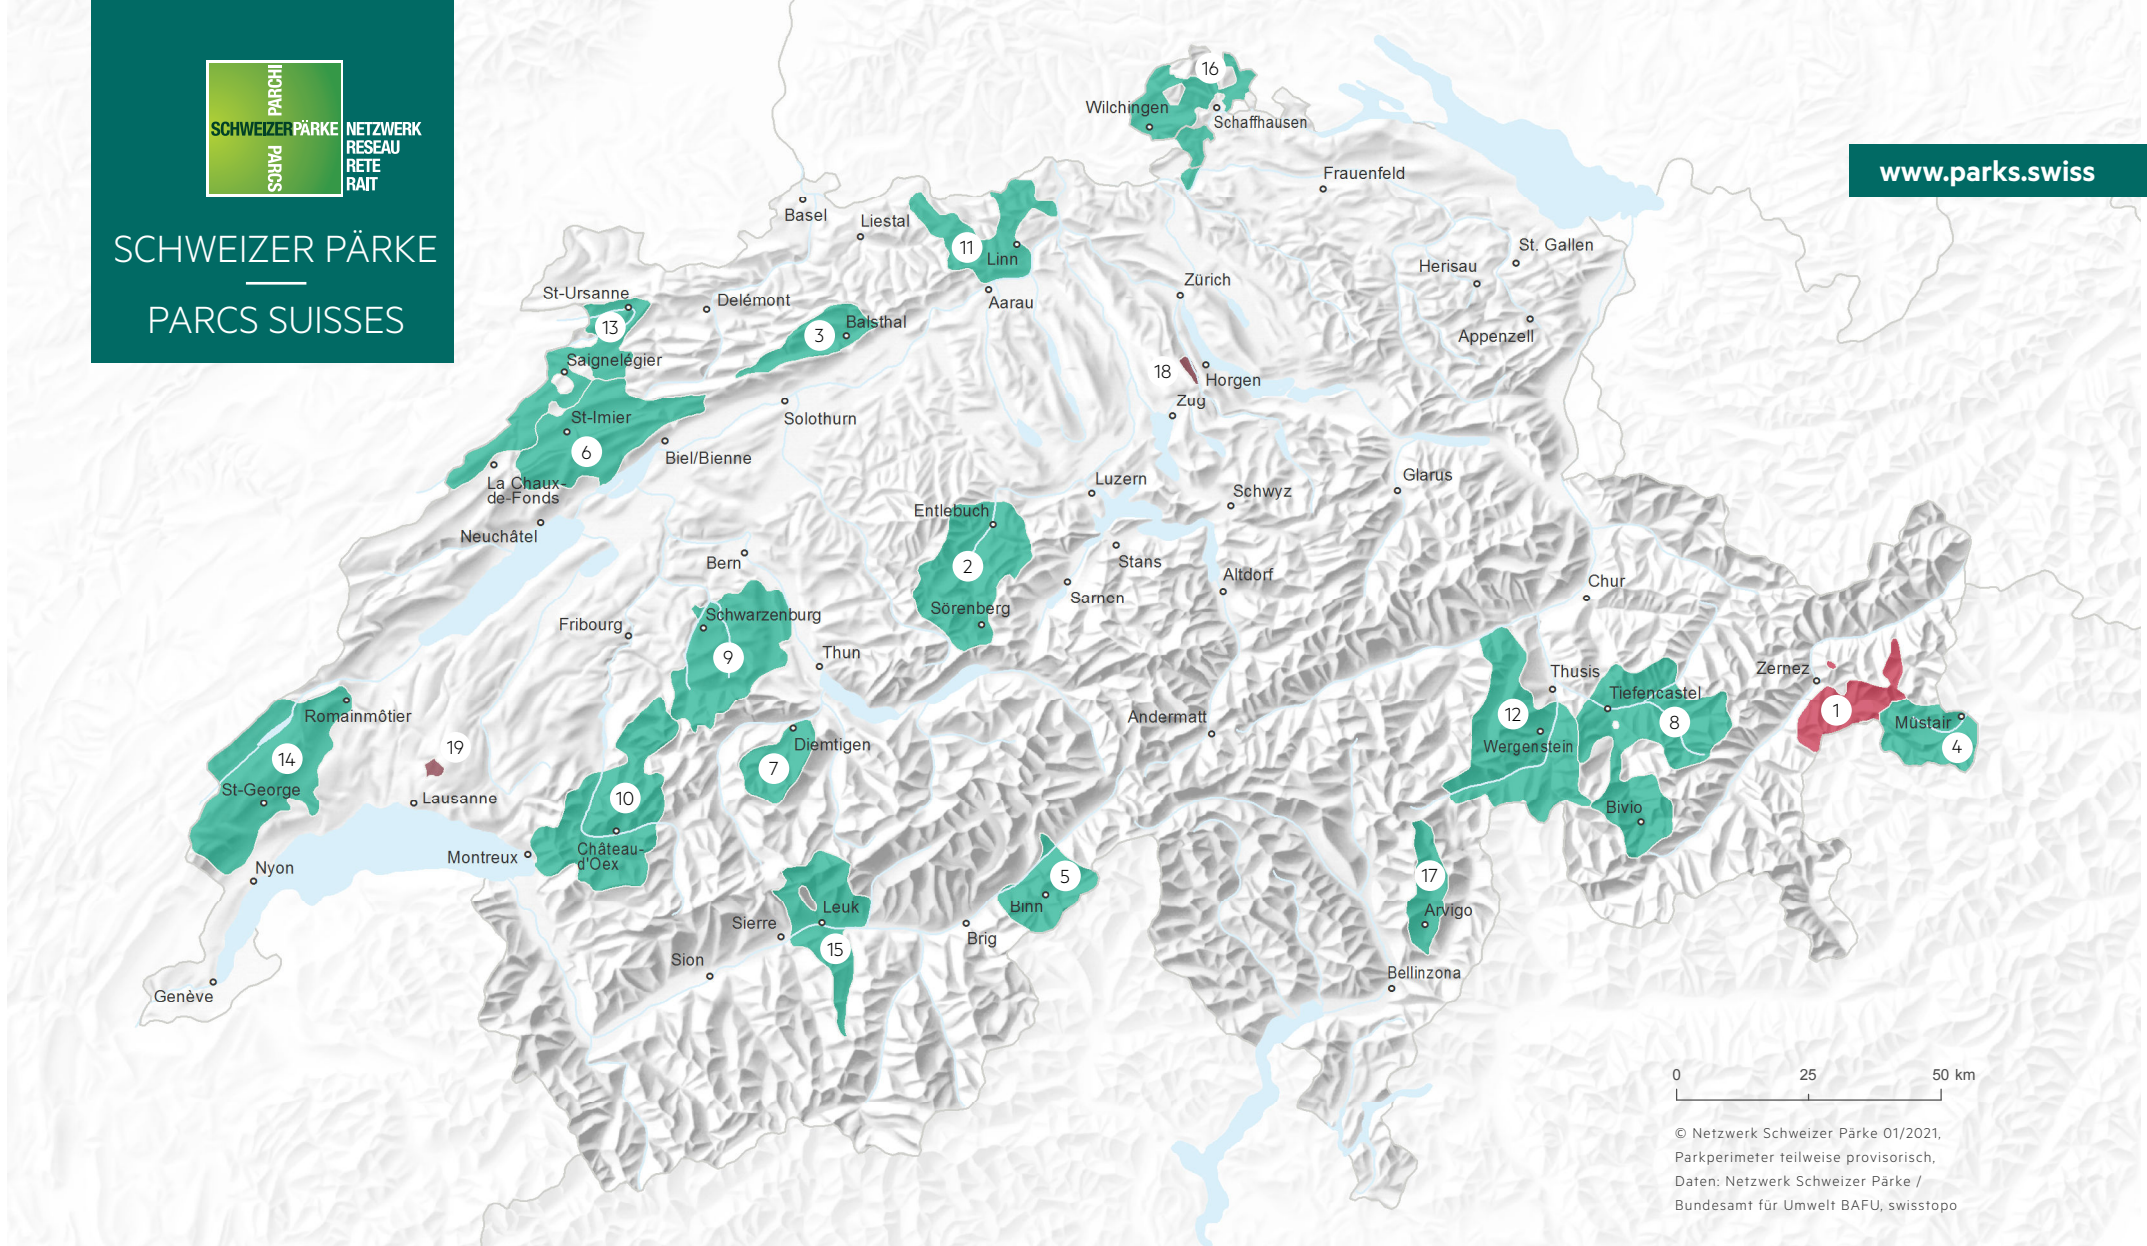 PARCHI
SCHWEIZERPÄRKE NETZWERK
RESEAU
PARCS
RETE
RAIT
SCHWEIZER PÄRKE
PARCS SUISSES
www.parks.swiss
16
Wilchingen
Schaffhausen
Frauenfeld
Basel
Liestal
11
Linn
St. Gallen
Herisau
Zürich
St-Ursanne
Delémont
Aarau
13
3
Balsthal
Appenzell
Saignelégier
18
Horgen
Zug
St-Imier
Solothurn
6
Biel/Bienne
La Chaux-
de-Fonds
Luzern
Schwyz
Glarus
Entlebuch
Neuchâtel
Bern
2
Stans
Altdorf
Chur
Sarnen
Sörenberg
Schwarzenburg
Fribourg
9
Thun
Thusis
Zernez
Tiefencastel
Romainmôtier
Andermatt
12
8
1
Müstair
4
19
14
Diemtigen
7
Wergenstein
St-George
Lausanne
10
Bivio
Château-
d'Oex
Montreux
Nyon
5
17
Leuk
Binn
Arvigo
Sierre
15
Brig
Sion
Bellinzona
Genève
0 25 50 km
© Netzwerk Schweizer Pärke 01/2021,
Parkperimeter teilweise provisorisch,
Daten: Netzwerk Schweizer Pärke /
Bundesamt für Umwelt BAFU, swisstopo